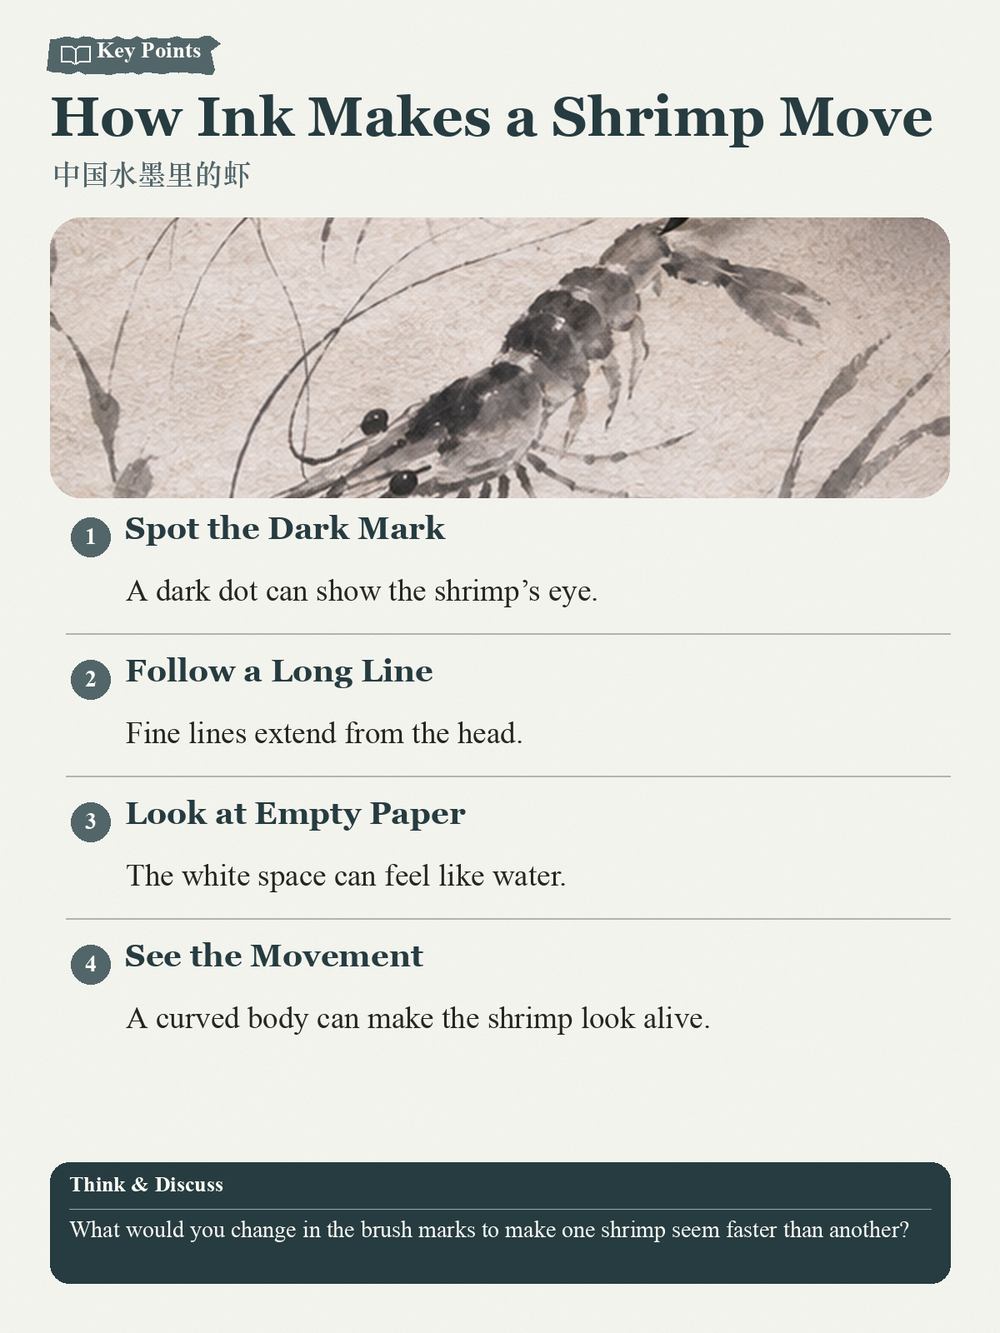 Key Points
How Ink Makes a Shrimp Move
中国水墨里的虾
1 Spot the Dark Mark
A dark dot can show the shrimp’s eye.
2 Follow a Long Line
Fine lines extend from the head.
3 Look at Empty Paper
The white space can feel like water.
4 See the Movement
A curved body can make the shrimp look alive.
Think & Discuss
What would you change in the brush marks to make one shrimp seem faster than another?